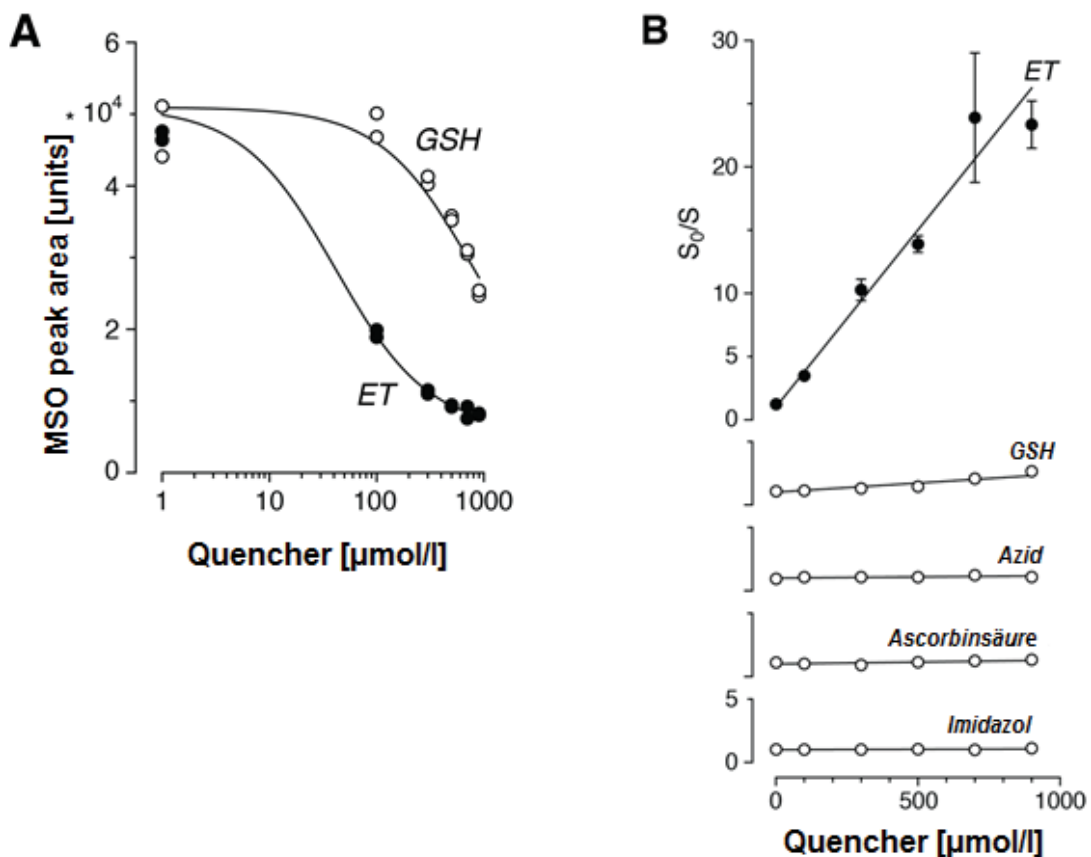 A
MSO peak area [units]
* 10⁴
6
4
2
0
GSH
ET
1
10
100
1000
Quencher [µmol/l]
B
S₀/S
30
20
10
5
0
ET
GSH
Azid
Ascorbinsäure
5
0
Imidazol
0
500
1000
Quencher [µmol/l]